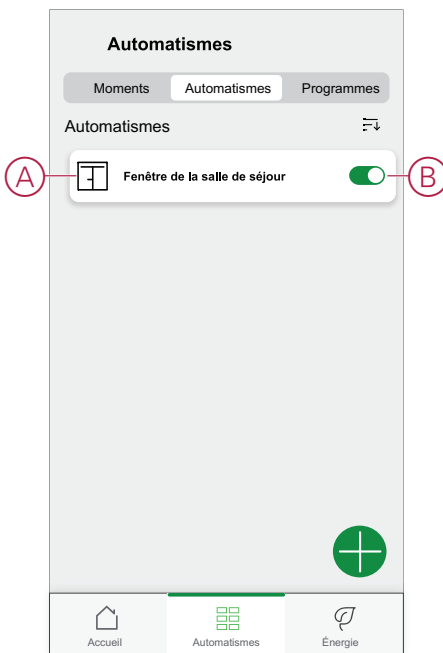 Automatismes
Moments Automatismes Programmes
Automatismes
A Fenêtre de la salle de séjour B
Accueil Automatismes Énergie